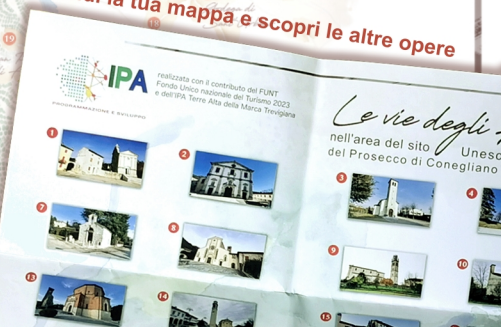 la tua mappa e scopri le altre opere
19
IPA
PROGRAMMAZIONE E SVILUPPO
realizzata con il contributo del FUNT
Fondo Unico nazionale del Turismo 2023
e dell'IPA Terre Alta della Marca Trevigiana
Le vie degli
nell'area del sito Unesc
del Prosecco di Conegliano
1
2
3
4
7
8
9
10
13
14
15